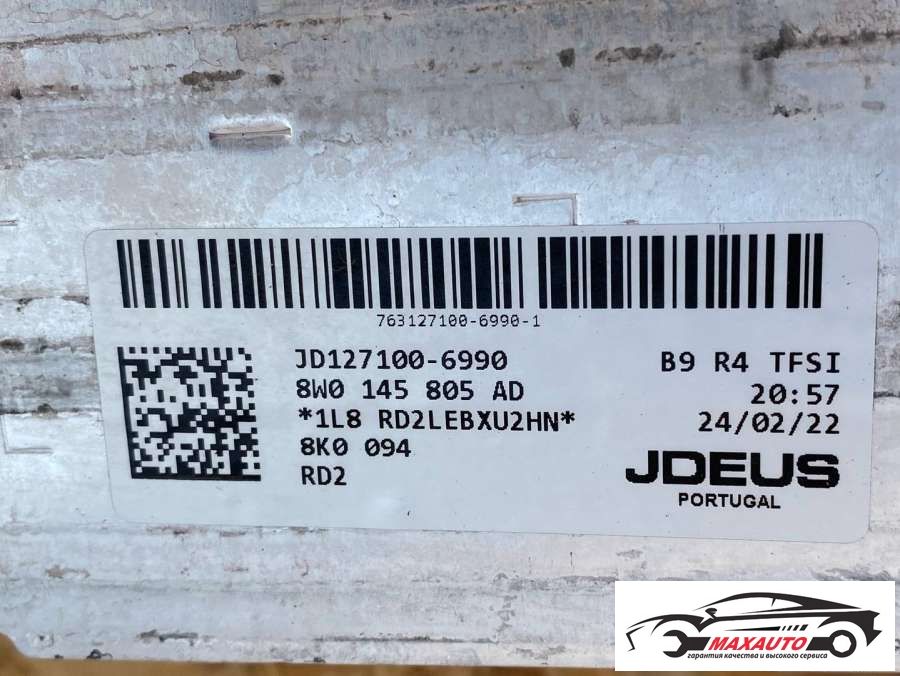 763127100-6990-1
JD127100-6990
B9 R4 TFSI
8W0 145 805 AD
20:57
*1L8 RD2LEBXU2HN*
24/02/22
8K0 094
RD2
JDEUS
PORTUGAL
MAXAUTO
гарантия качества и высокого сервиса